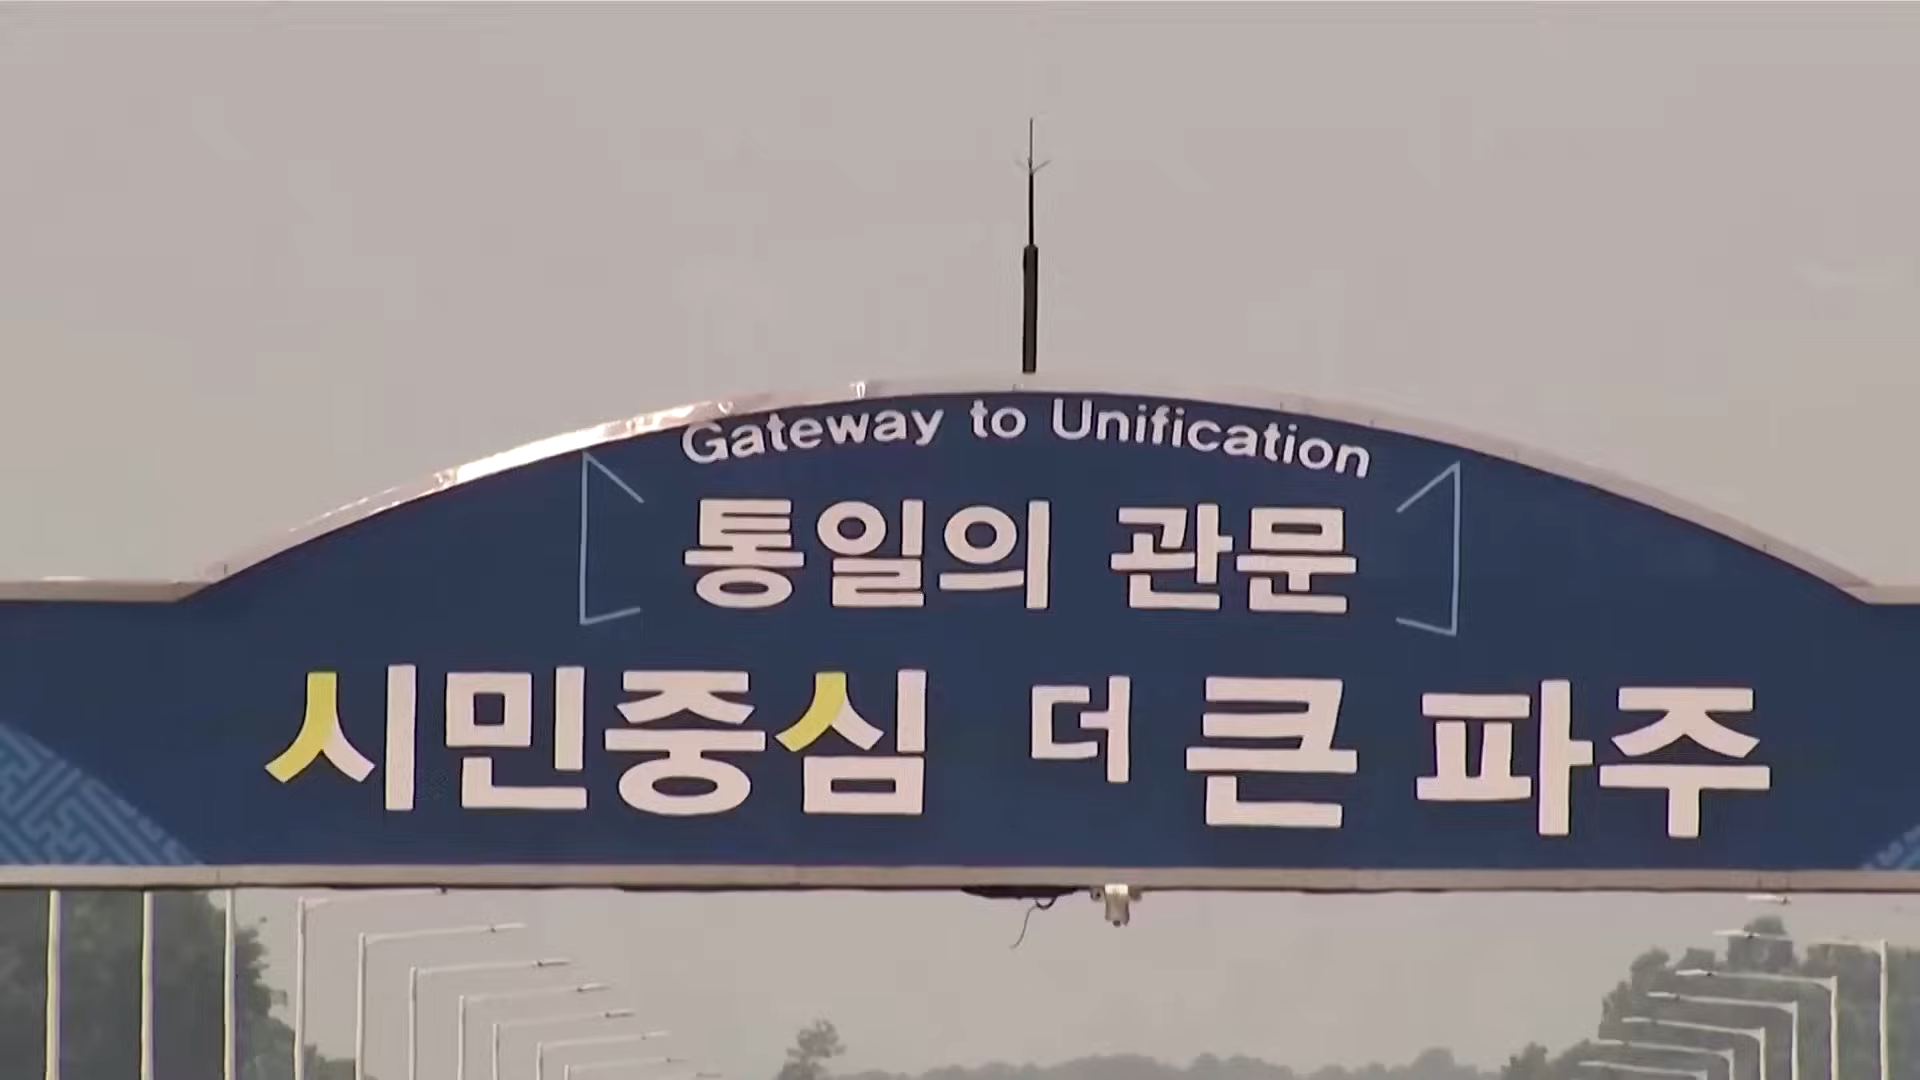 Gateway to Unification
통일의 관문
시민중심 더 큰 파주